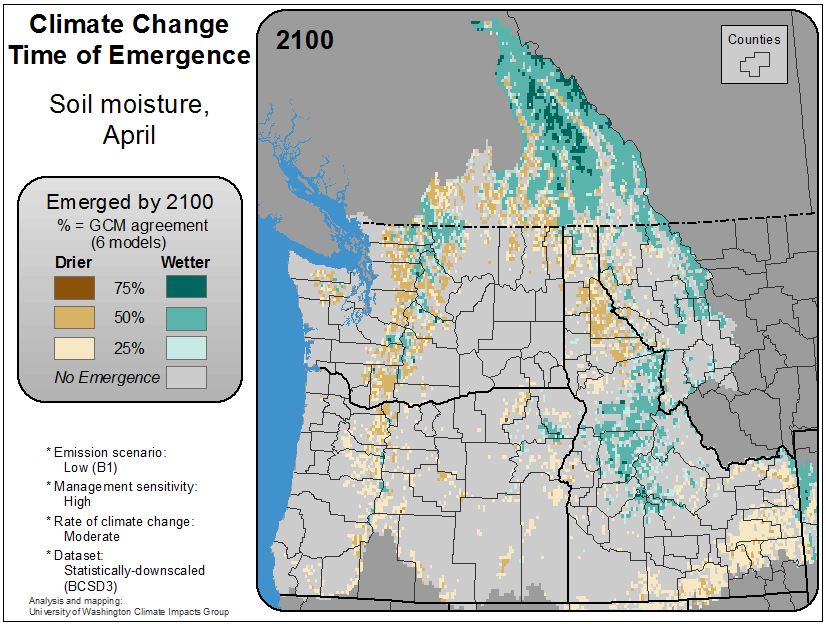 Climate Change
Time of Emergence
Soil moisture,
April
Emerged by 2100
% = GCM agreement
(6 models)
Drier Wetter
75%
50%
25%
No Emergence
* Emission scenario:
Low (B1)
* Management sensitivity:
High
* Rate of climate change:
Moderate
* Dataset:
Statistically-downscaled
(BCSD3)
Analysis and mapping:
University of Washington Climate Impacts Group
2100
Counties